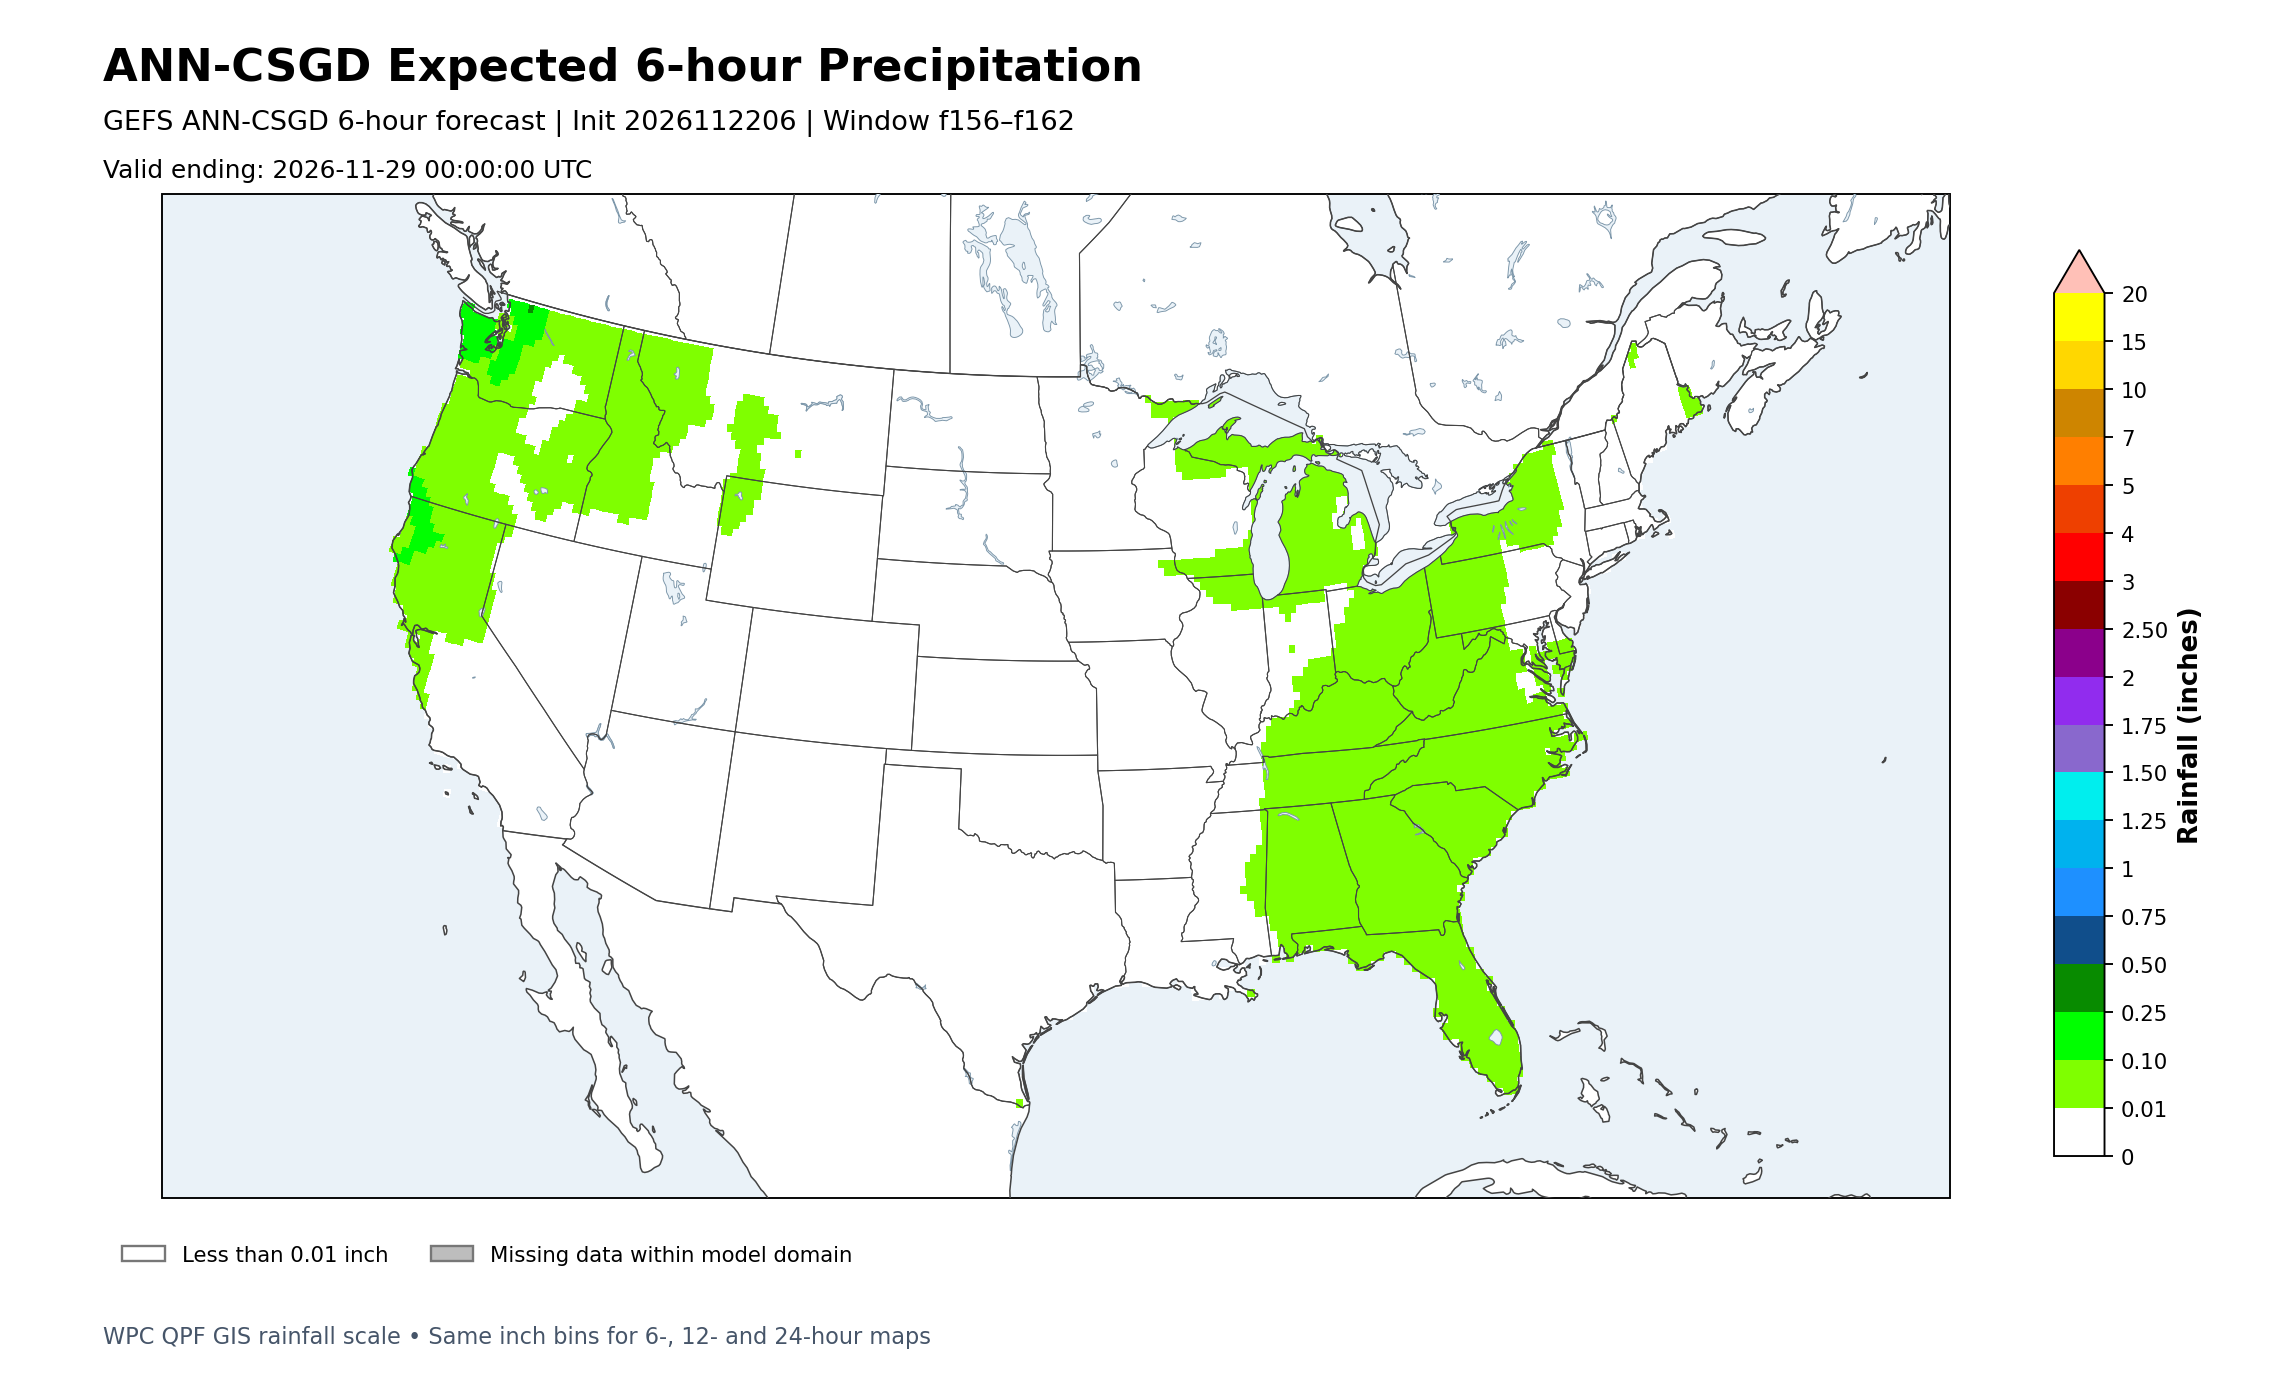 ANN-CSGD Expected 6-hour Precipitation
GEFS ANN-CSGD 6-hour forecast | Init 2026112206 | Window f156–f162
Valid ending: 2026-11-29 00:00:00 UTC
20
15
10
7
5
4
3
2.50
2
1.75
1.50
1.25
1
0.75
0.50
0.25
0.10
0.01
0
Rainfall (inches)
Less than 0.01 inch
Missing data within model domain
WPC QPF GIS rainfall scale • Same inch bins for 6-, 12- and 24-hour maps